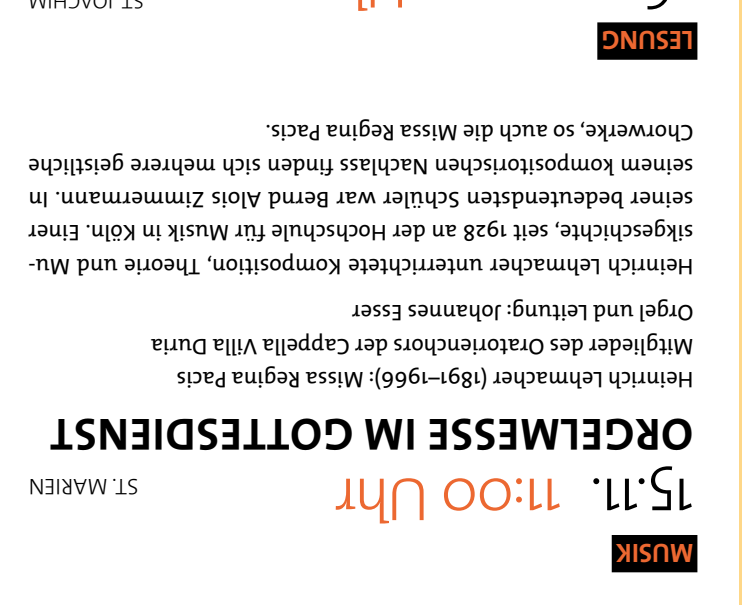 MUSIK
15.11. 11:00 Uhr ST. MARIEN
ORGELMESSE IM GOTTESDIENST
Heinrich Lehmacher (1891–1966): Missa Regina Pacis
Mitglieder des Oratorienchors der Cappella Villa Duria
Orgel und Leitung: Johannes Esser
Heinrich Lehmacher unterrichtete Komposition, Theorie und Mu-
sikgeschichte, seit 1928 an der Hochschule für Musik in Köln. Einer
seiner bedeutendsten Schüler war Bernd Alois Zimmermann. In
seinem kompositorischen Nachlass finden sich mehrere geistliche
Chorwerke, so auch die Missa Regina Pacis.
LESUNG
ST. JOACHIM